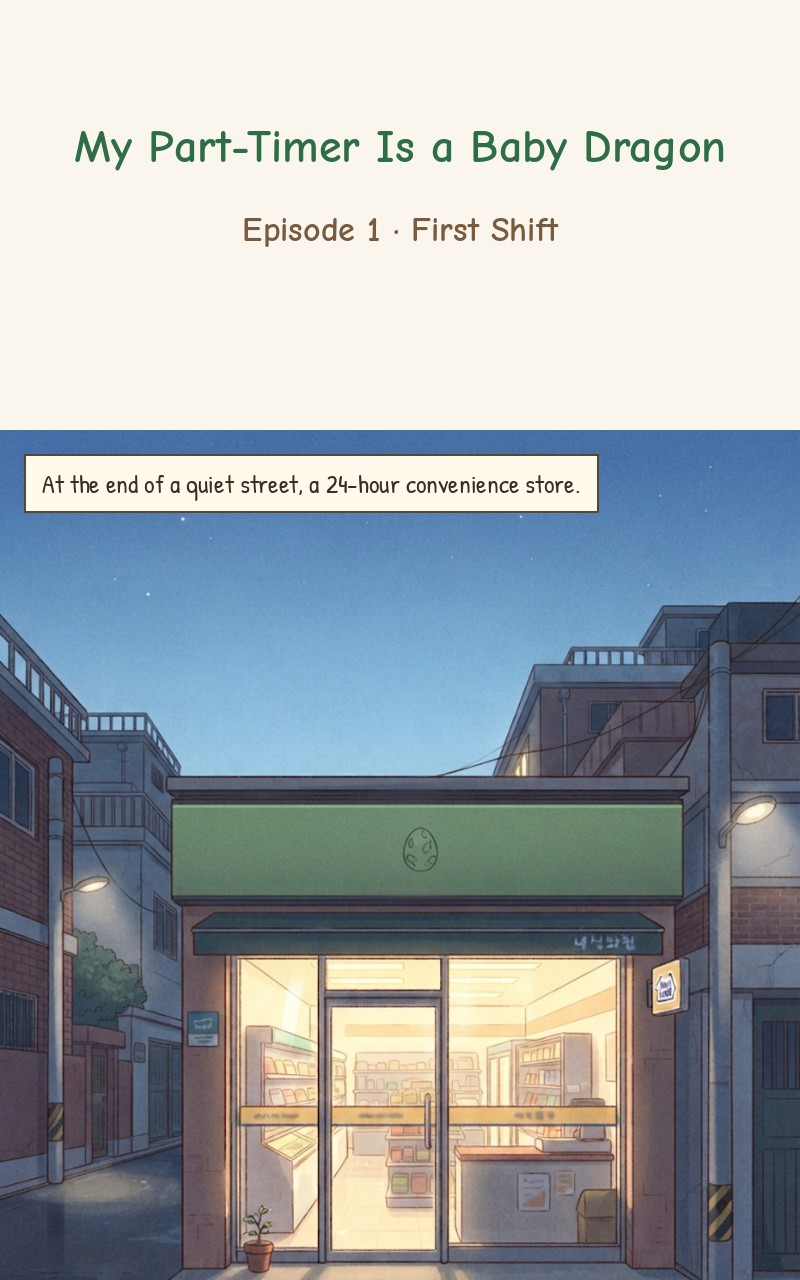 My Part-Timer Is a Baby Dragon
Episode 1 · First Shift
At the end of a quiet street, a 24-hour convenience store.